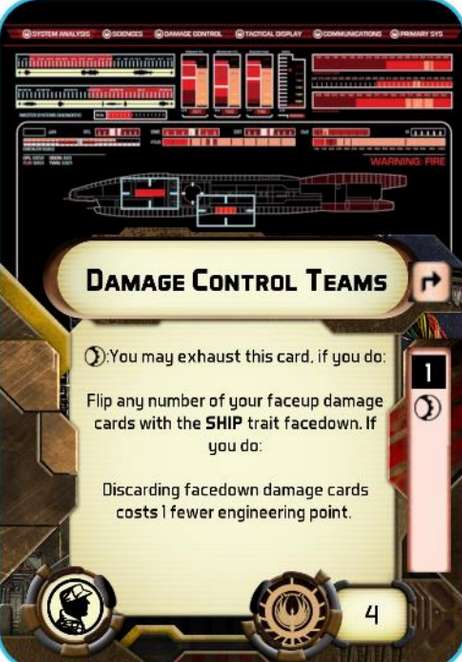 SYSTEM ANALYSIS SCIENCES DAMAGE CONTROL TACTICAL DISPLAY COMMUNICATIONS PRIMARY SYS
WARNING: FIRE
DAMAGE CONTROL TEAMS
:You may exhaust this card, if you do:
1
Flip any number of your faceup damage
cards with the SHIP trait facedown. If
you do:
Discarding facedown damage cards
costs 1 fewer engineering point.
4